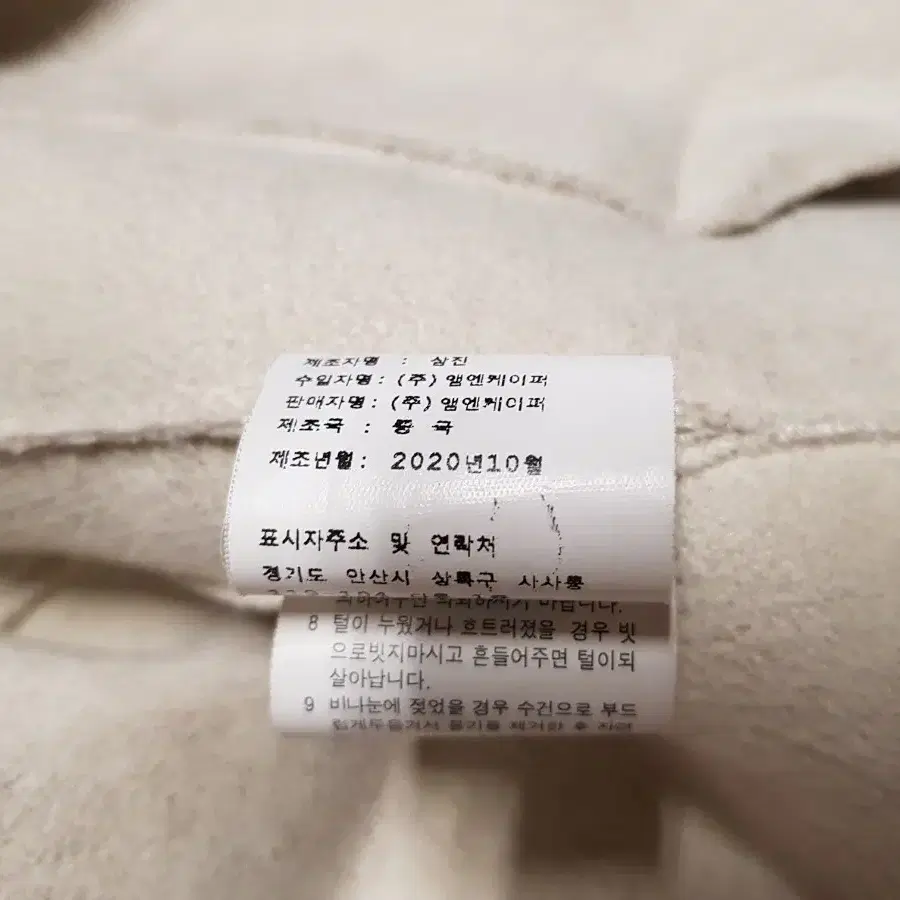 제조자명 : 삼진
수입자명 : (주) 앰엔케이퍼
판매자명 : (주) 앰엔케이퍼
제조국 : 중 국
제조년월 : 2020년10월
표시자주소 및 연락처
경기도 안산시 상록구 사사동
8 털이 누웠거나 흐트러졌을 경우 빗
으로빗지마시고 흔들어주면 털이되
살아납니다.
9 비나눈에 젖었을 경우 수건으로 부드